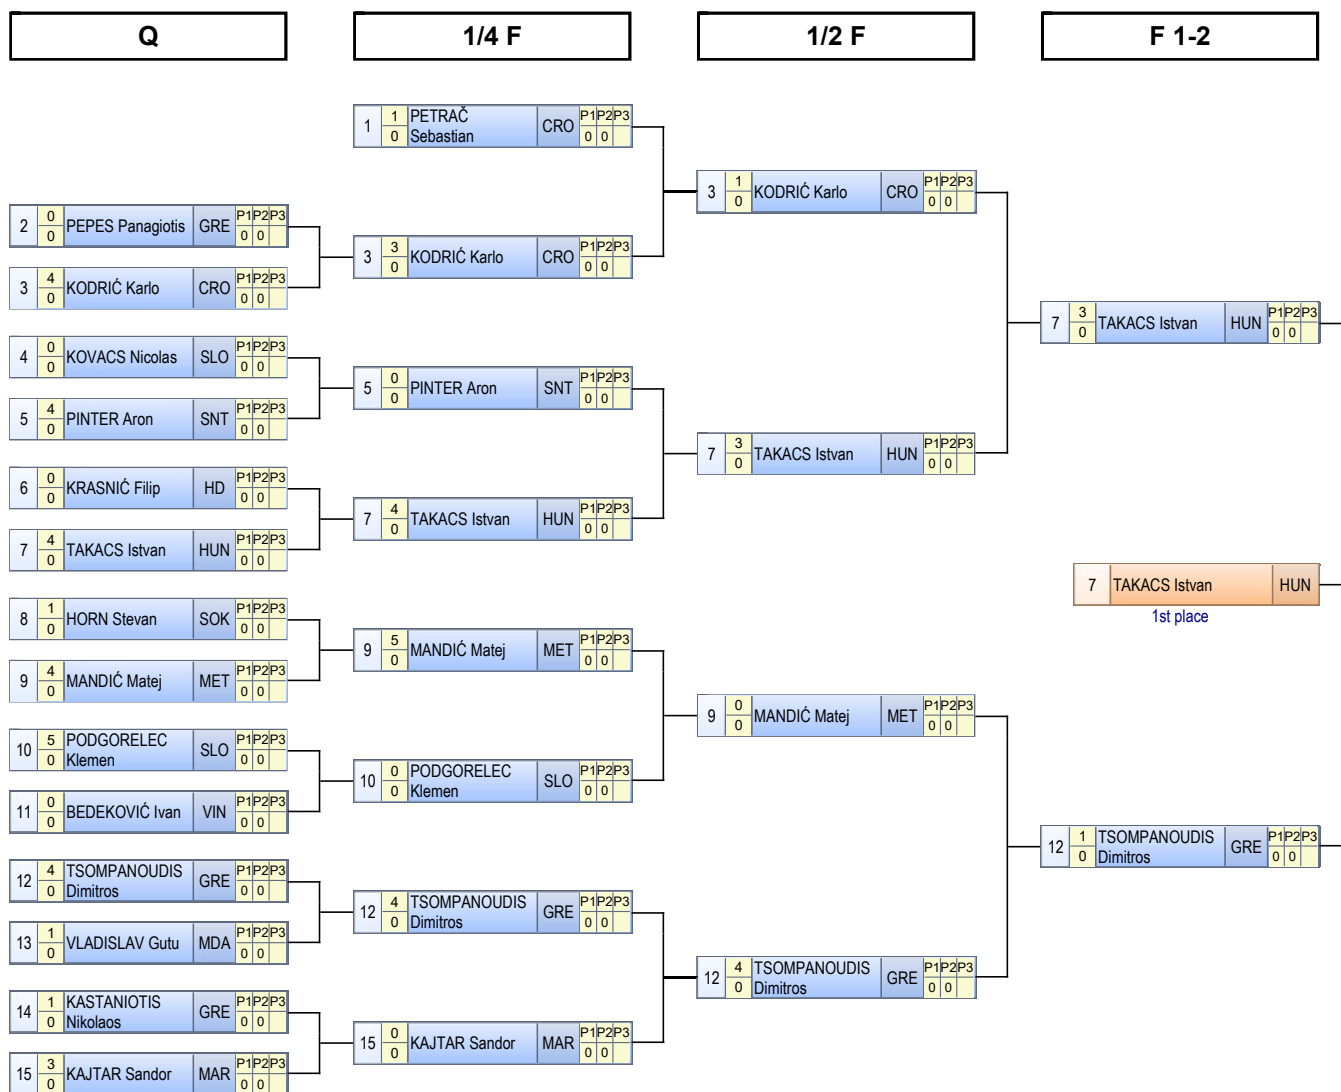 Q
1/4 F
1/2 F
F 1-2
1 1 0 PETRAČ Sebastian CRO P1 P2 P3 0 0
3 1 0 KODRIĆ Karlo CRO P1 P2 P3 0 0
2 0 0 PEPES Panagiotis GRE P1 P2 P3 0 0
3 3 0 KODRIĆ Karlo CRO P1 P2 P3 0 0
3 4 0 KODRIĆ Karlo CRO P1 P2 P3 0 0
7 3 0 TAKACS Istvan HUN P1 P2 P3 0 0
4 0 0 KOVACS Nicolas SLO P1 P2 P3 0 0
5 0 0 PINTER Aron SNT P1 P2 P3 0 0
5 4 0 PINTER Aron SNT P1 P2 P3 0 0
7 3 0 TAKACS Istvan HUN P1 P2 P3 0 0
6 0 0 KRASNIĆ Filip HD P1 P2 P3 0 0
7 4 0 TAKACS Istvan HUN P1 P2 P3 0 0
7 4 0 TAKACS Istvan HUN P1 P2 P3 0 0
7 TAKACS Istvan HUN
1st place
8 1 0 HORN Stevan SOK P1 P2 P3 0 0
9 5 0 MANDIĆ Matej MET P1 P2 P3 0 0
9 4 0 MANDIĆ Matej MET P1 P2 P3 0 0
9 0 0 MANDIĆ Matej MET P1 P2 P3 0 0
10 5 0 PODGORELEC Klemen SLO P1 P2 P3 0 0
10 0 0 PODGORELEC Klemen SLO P1 P2 P3 0 0
11 0 0 BEDEKOVIĆ Ivan VIN P1 P2 P3 0 0
12 1 0 TSOMPANOUDIS Dimitros GRE P1 P2 P3 0 0
12 4 0 TSOMPANOUDIS Dimitros GRE P1 P2 P3 0 0
12 4 0 TSOMPANOUDIS Dimitros GRE P1 P2 P3 0 0
13 1 0 VLADISLAV Gutu MDA P1 P2 P3 0 0
12 4 0 TSOMPANOUDIS Dimitros GRE P1 P2 P3 0 0
14 1 0 KASTANIOTIS Nikolaos GRE P1 P2 P3 0 0
15 0 0 KAJTAR Sandor MAR P1 P2 P3 0 0
15 3 0 KAJTAR Sandor MAR P1 P2 P3 0 0